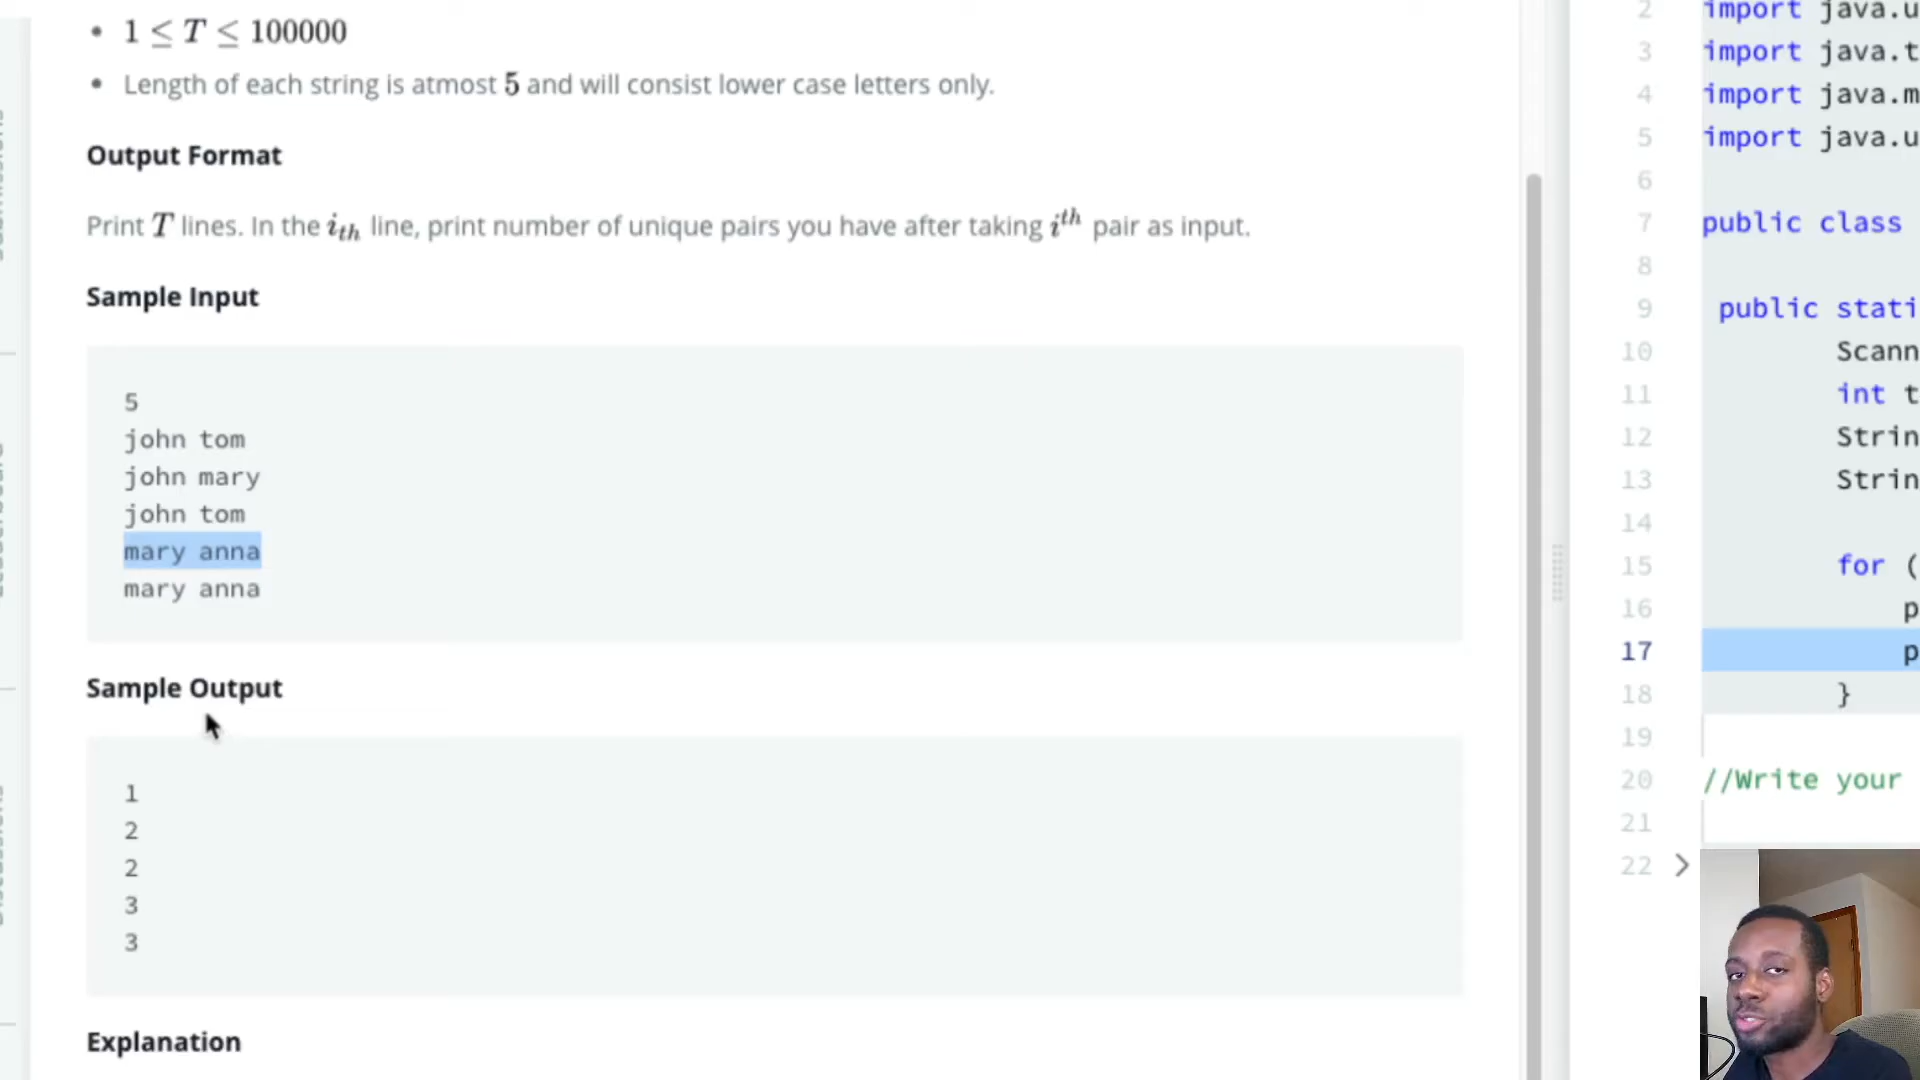 1 ≤ T ≤ 100000
Length of each string is atmost 5 and will consist lower case letters only.
Output Format
Print T lines. In the i_th line, print number of unique pairs you have after taking i^th pair as input.
Sample Input
5
john tom
john mary
john tom
mary anna
mary anna
Sample Output
1
2
2
3
3
Explanation
2 import java.u
3 import java.t
4 import java.m
5 import java.u
6
7 public class
8
9 public stati
10 Scann
11 int t
12 Strin
13 Strin
14
15 for (
16 p
17 p
18 }
19
20 //Write your
21
22